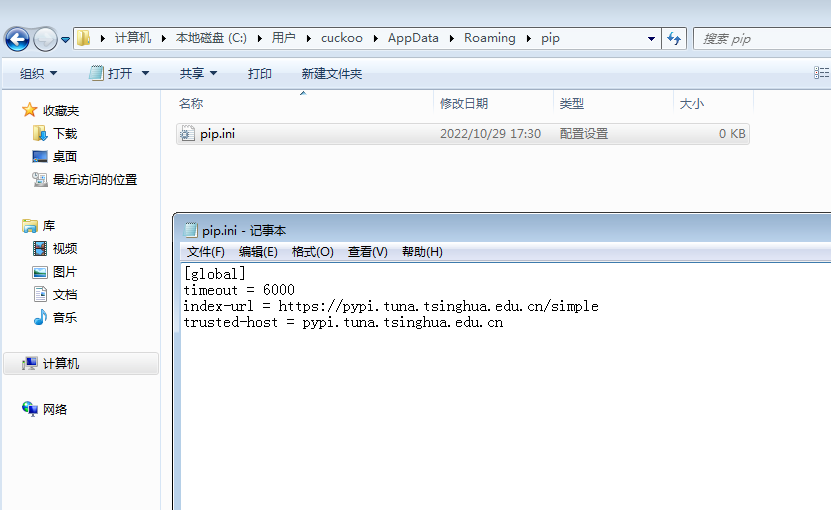 计算机 本地磁盘 (C:) 用户 cuckoo AppData Roaming pip 搜索 pip
组织 打开 共享 打印 新建文件夹
收藏夹
下载
桌面
最近访问的位置
库
视频
图片
文档
音乐
计算机
网络
名称 修改日期 类型 大小
pip.ini 2022/10/29 17:30 配置设置 0 KB
pip.ini - 记事本
文件(F) 编辑(E) 格式(O) 查看(V) 帮助(H)
[global]
timeout = 6000
index-url = https://pypi.tuna.tsinghua.edu.cn/simple
trusted-host = pypi.tuna.tsinghua.edu.cn